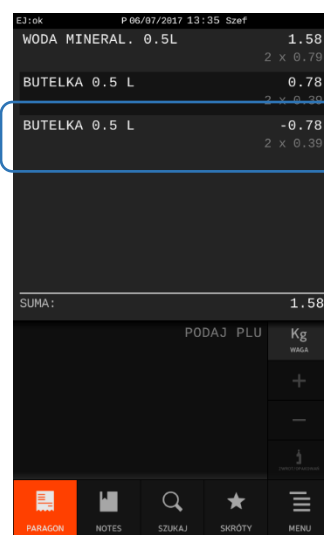 EJ:ok P 06/07/2017 13:35 Szef
WODA MINERAL. 0.5L 1.58
2 x 0.79
BUTELKA 0.5 L 0.78
2 x 0.39
BUTELKA 0.5 L -0.78
2 x 0.39
SUMA: 1.58
PODAJ PLU
Kg
WAGA
+
−
PARAGON NOTES SZUKAJ SKRÓTY MENU